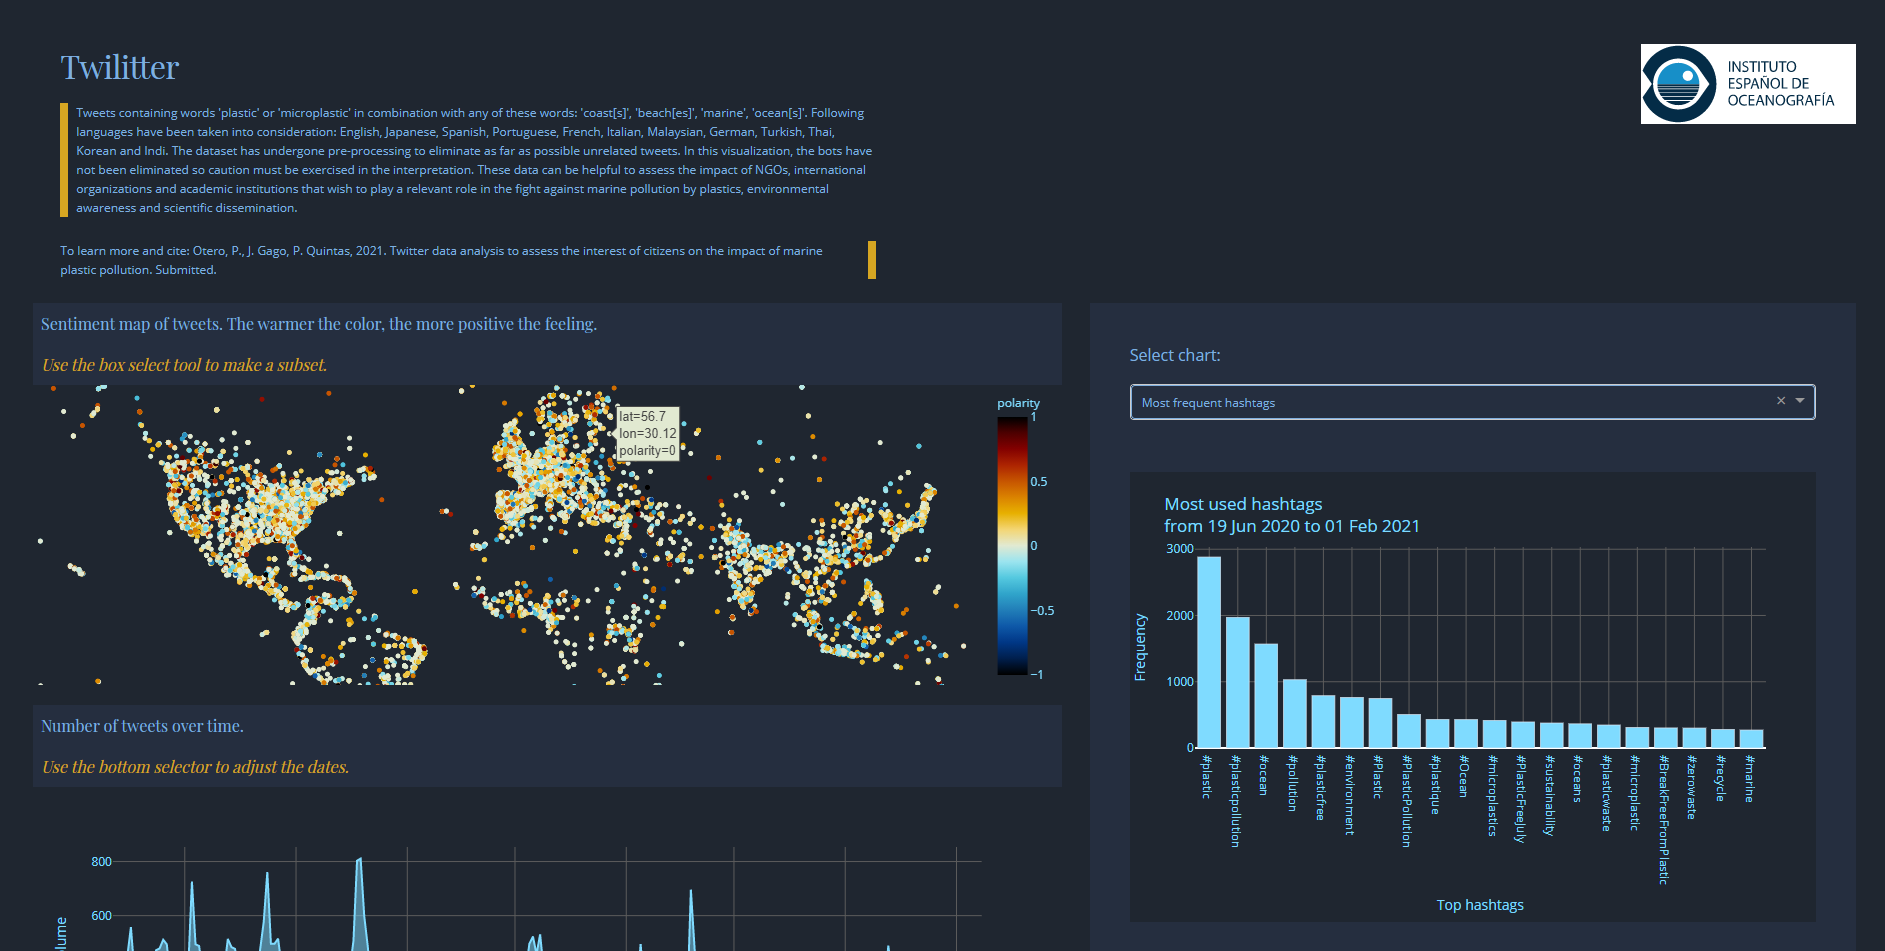 Twilitter
INSTITUTO
ESPAÑOL DE
OCEANOGRAFÍA
Tweets containing words 'plastic' or 'microplastic' in combination with any of these words: 'coast[s]', 'beach[es]', 'marine', 'ocean[s]'. Following
languages have been taken into consideration: English, Japanese, Spanish, Portuguese, French, Italian, Malaysian, German, Turkish, Thai,
Korean and Indi. The dataset has undergone pre-processing to eliminate as far as possible unrelated tweets. In this visualization, the bots have
not been eliminated so caution must be exercised in the interpretation. These data can be helpful to assess the impact of NGOs, international
organizations and academic institutions that wish to play a relevant role in the fight against marine pollution by plastics, environmental
awareness and scientific dissemination.
To learn more and cite: Otero, P., J. Gago, P. Quintas, 2021. Twitter data analysis to assess the interest of citizens on the impact of marine
plastic pollution. Submitted.
Sentiment map of tweets. The warmer the color, the more positive the feeling.
Use the box select tool to make a subset.
lat=56.7
lon=30.12
polarity=0
polarity
1
0.5
0
−0.5
−1
Number of tweets over time.
Use the bottom selector to adjust the dates.
800
600
lume
Select chart:
Most frequent hashtags
×
Most used hashtags
from 19 Jun 2020 to 01 Feb 2021
Frequency
3000
2000
1000
0
#plastic
#plasticpollution
#ocean
#pollution
#plasticfree
#environment
#Plastic
#PlasticPollution
#plastique
#Ocean
#microplastics
#PlasticFreeJuly
#sustainability
#oceans
#plasticwaste
#microplastic
#BreakFreeFromPlastic
#zerowaste
#recycle
#marine
Top hashtags